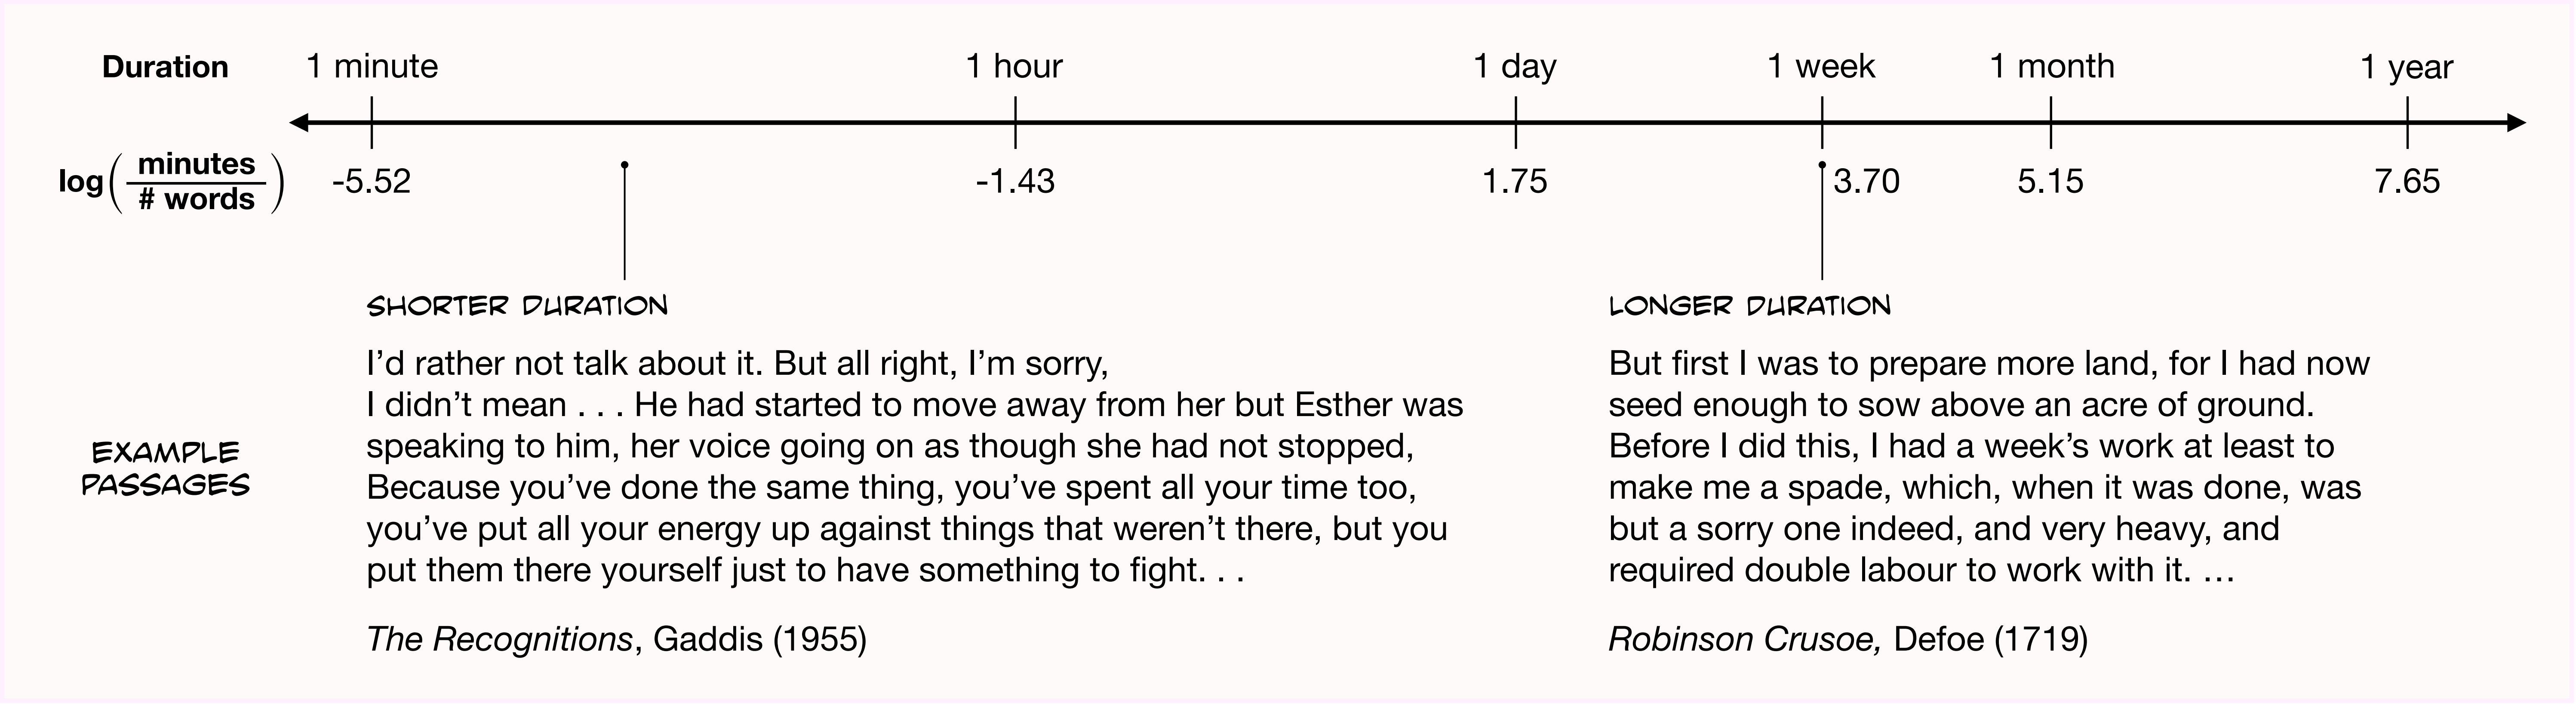 Duration 1 minute 1 hour 1 day 1 week 1 month 1 year
log(minutes / # words) -5.52 -1.43 1.75 3.70 5.15 7.65
SHORTER DURATION
I’d rather not talk about it. But all right, I’m sorry,
I didn’t mean . . . He had started to move away from her but Esther was
speaking to him, her voice going on as though she had not stopped,
Because you’ve done the same thing, you’ve spent all your time too,
you’ve put all your energy up against things that weren’t there, but you
put them there yourself just to have something to fight. . .
The Recognitions, Gaddis (1955)
LONGER DURATION
But first I was to prepare more land, for I had now
seed enough to sow above an acre of ground.
Before I did this, I had a week’s work at least to
make me a spade, which, when it was done, was
but a sorry one indeed, and very heavy, and
required double labour to work with it. …
Robinson Crusoe, Defoe (1719)
EXAMPLE
PASSAGES